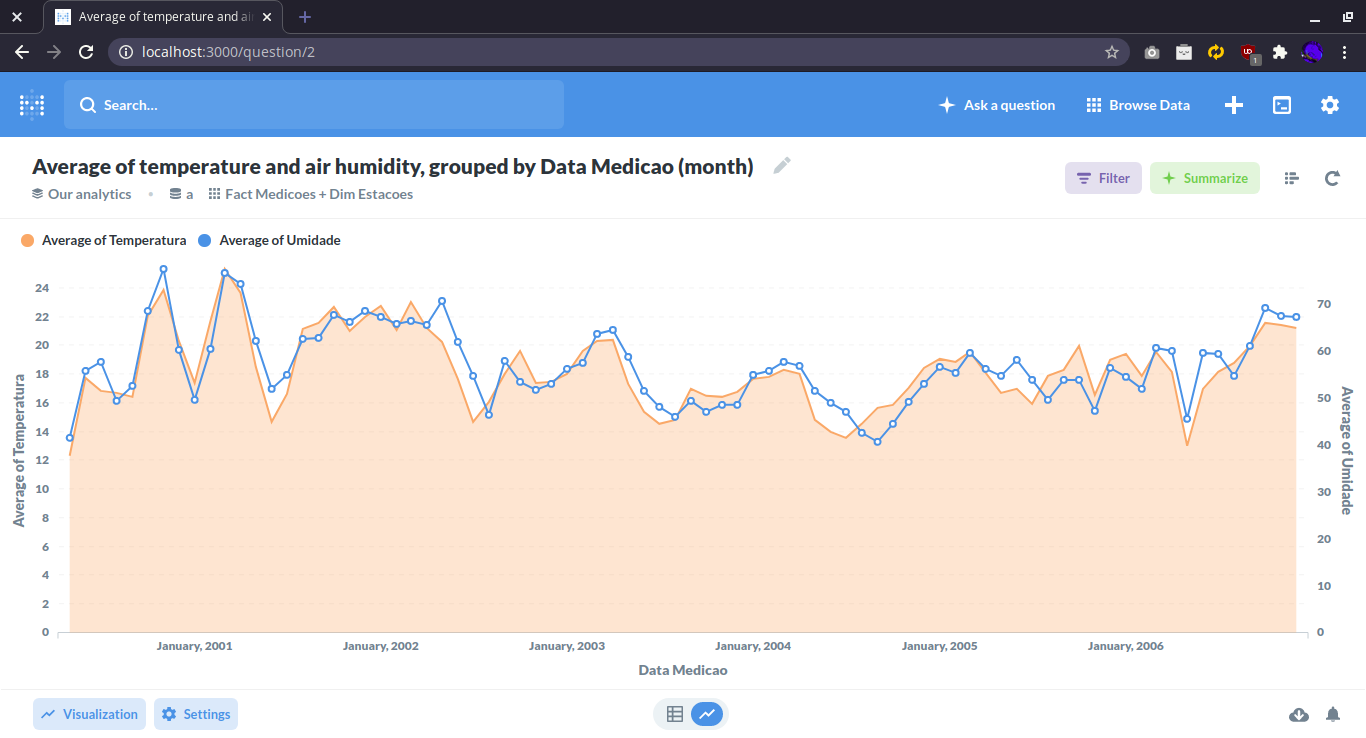 Average of temperature and ai
localhost:3000/question/2
1
Search...
Ask a question
Browse Data
Average of temperature and air humidity, grouped by Data Medicao (month)
Our analytics • a Fact Medicoes + Dim Estacoes
Filter
Summarize
Average of Temperatura
Average of Umidade
24
22
20
18
16
14
12
10
8
6
4
2
0
Average of Temperatura
70
60
50
40
30
20
10
0
Average of Umidade
January, 2001
January, 2002
January, 2003
January, 2004
January, 2005
January, 2006
Data Medicao
Visualization
Settings